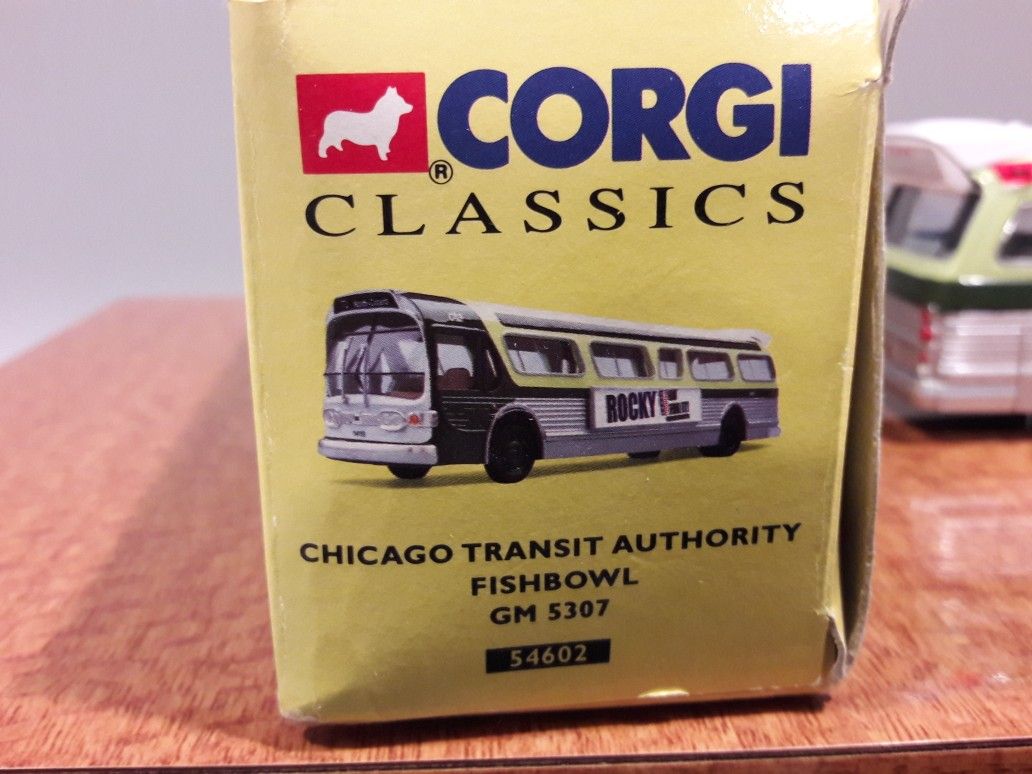 CORGI
®
CLASSICS
ROCKY
CHICAGO TRANSIT AUTHORITY
FISHBOWL
GM 5307
54602